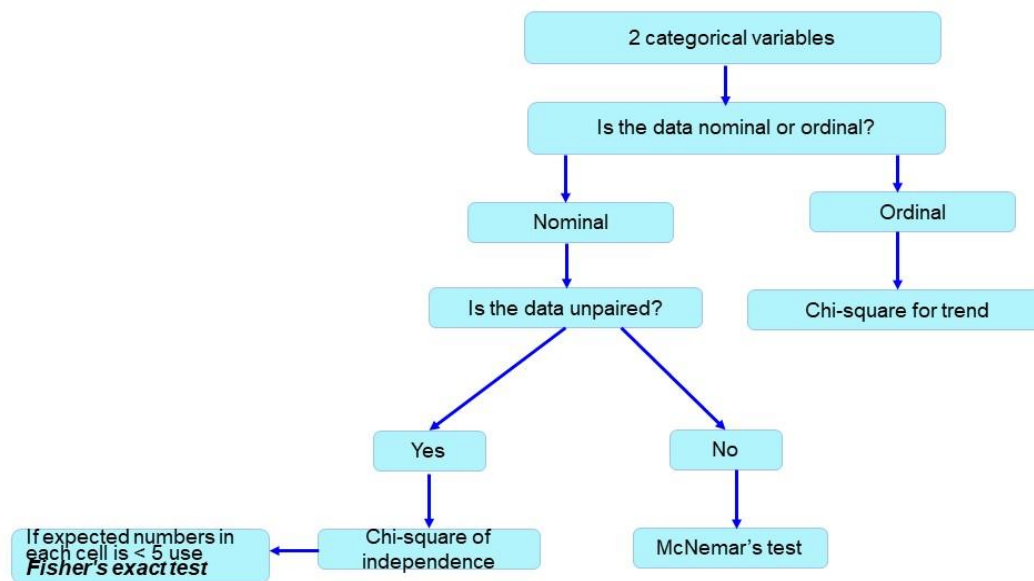 2 categorical variables
Is the data nominal or ordinal?
Nominal
Ordinal
Is the data unpaired?
Chi-square for trend
Yes
No
If expected numbers in
each cell is < 5 use
Fisher's exact test
Chi-square of
independence
McNemar's test